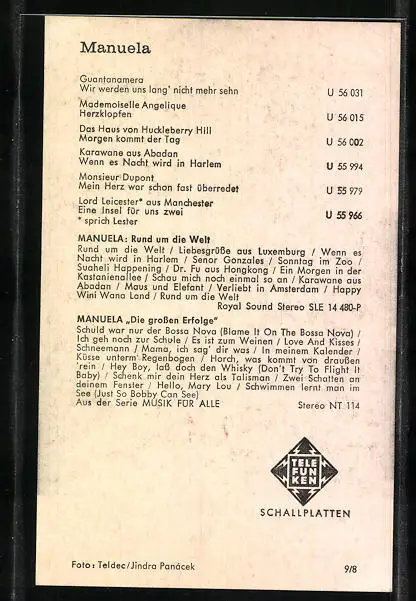 Manuela
Guantanamera
Wir werden uns lang' nicht mehr sehn U 56 031
Mademoiselle Angelique
Herzklopfen U 56 015
Das Haus von Huckleberry Hill
Morgen kommt der Tag U 56 002
Karawane aus Abadan
Wenn es Nacht wird in Harlem U 55 994
Monsieur Dupont
Mein Herz war schon fast überredet U 55 979
Lord Leicester* aus Manchester
Eine Insel für uns zwei U 55 966
* sprich Lester
MANUELA: Rund um die Welt
Rund um die Welt / Liebesgrüße aus Luxemburg / Wenn es
Nacht wird in Harlem / Senor Gonzales / Sonntag im Zoo /
Suaheli Happening / Dr. Fu aus Hongkong / Ein Morgen in der
Kastanienallee / Schau mich noch einmal so an / Karawane aus
Abadan / Maus und Elefant / Verliebt in Amsterdam / Happy
Wini Wana Land / Rund um die Welt
Royal Sound Stereo SLE 14 480-P
MANUELA „Die großen Erfolge"
Schuld war nur der Bossa Nova (Blame It On The Bossa Nova) /
Ich geh noch zur Schule / Es ist zum Weinen / Love And Kisses /
Schneemann / Mama, ich sag' dir was / In meinem Kalender /
Küsse unterm Regenbogen / Horch, was kommt von draußen
'rein / Hey Boy, laß doch den Whisky (Don't Try To Flight It
Baby) / Schenk mir dein Herz als Talisman / Zwei Schatten an
deinem Fenster / Hello, Mary Lou / Schwimmen lernt man im
See (Just So Bobby Can See)
Aus der Serie MUSIK FÜR ALLE Stereo NT 114
TELE
FUN
KEN
SCHALLPLATTEN
Foto: Teldec/Jindra Panácek 9/8